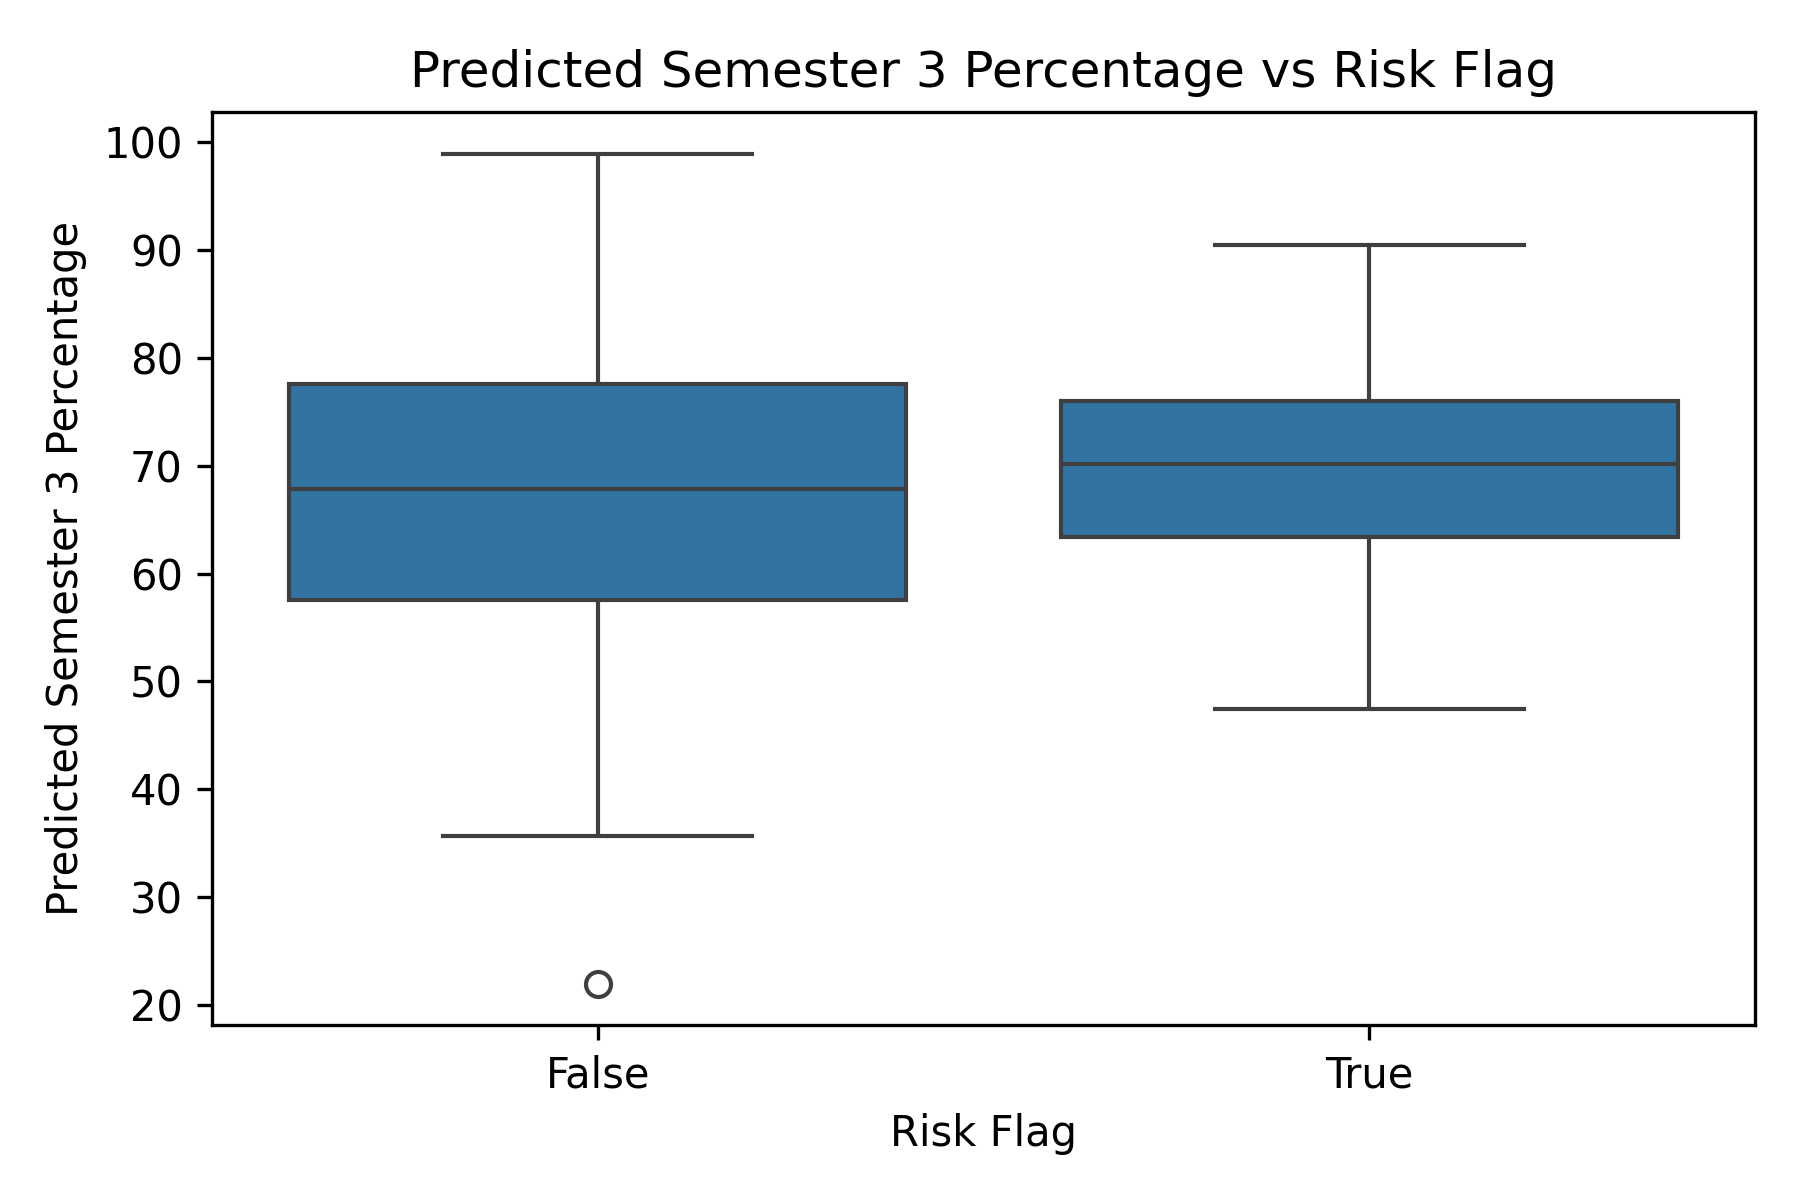 Predicted Semester 3 Percentage vs Risk Flag
Predicted Semester 3 Percentage
100
90
80
70
60
50
40
30
20
False
True
Risk Flag